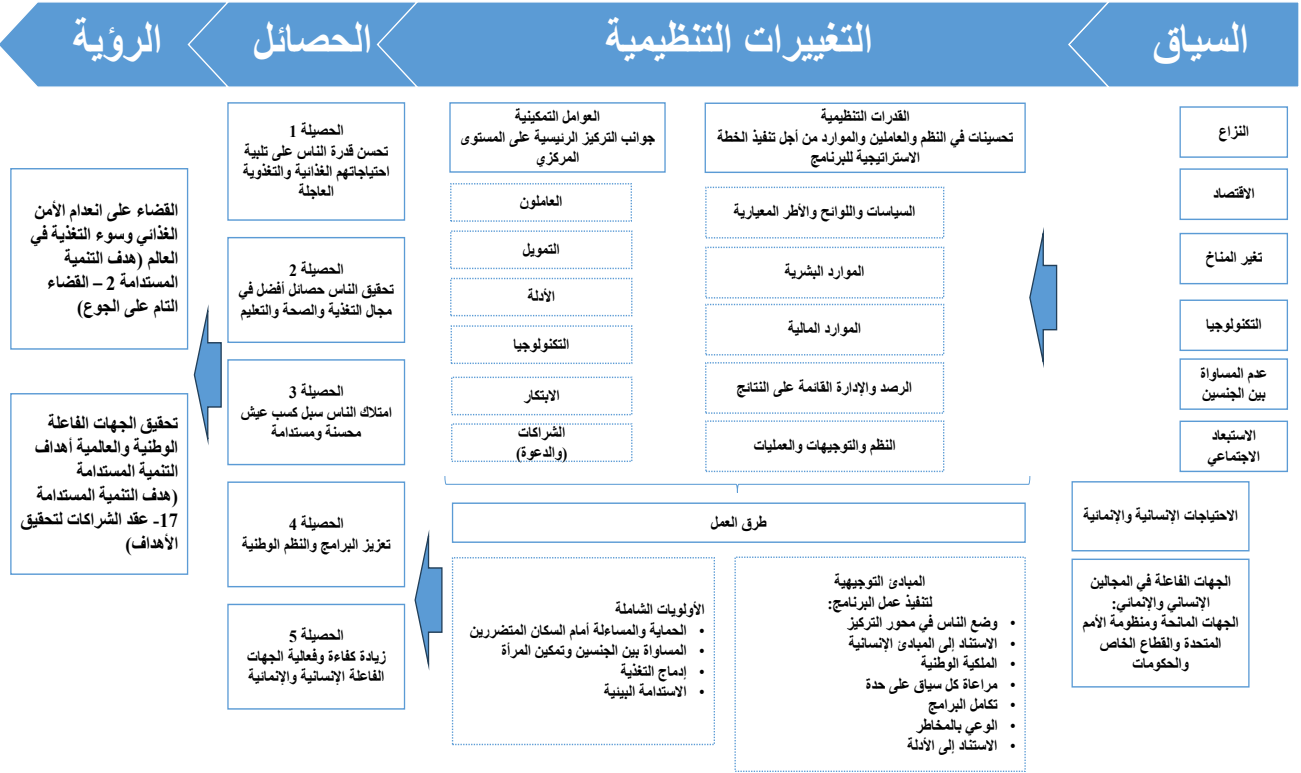 السياق
التغييرات التنظيمية
الحصائل
الرؤية
النزاع
الاقتصاد
تغير المناخ
التكنولوجيا
عدم المساواة
بين الجنسين
الاستبعاد
الاجتماعي
الاحتياجات الإنسانية والإنمائية
الجهات الفاعلة في المجالين
الإنساني والإنمائي:
الجهات المانحة ومنظومة الأمم
المتحدة والقطاع الخاص
والحكومات
القدرات التنظيمية
تحسينات في النظم والعاملين والموارد من أجل تنفيذ الخطة
الاستراتيجية للبرنامج
السياسات واللوائح والأطر المعيارية
الموارد البشرية
الموارد المالية
الرصد والإدارة القائمة على النتائج
النظم والتوجيهات والعمليات
العوامل التمكينية
جوانب التركيز الرئيسية على المستوى
المركزي
العاملون
التمويل
الأدلة
التكنولوجيا
الابتكار
الشراكات
(والدعوة)
طرق العمل
المبادئ التوجيهية
لتنفيذ عمل البرنامج:
• وضع الناس في محور التركيز
• الاستناد إلى المبادئ الإنسانية
• الملكية الوطنية
• مراعاة كل سياق على حدة
• تكامل البرامج
• الوعي بالمخاطر
• الاستناد إلى الأدلة
الأولويات الشاملة
• الحماية والمساءلة أمام السكان المتضررين
• المساواة بين الجنسين وتمكين المرأة
• إدماج التغذية
• الاستدامة البيئية
الحصيلة 1
تحسن قدرة الناس على تلبية
احتياجاتهم الغذائية والتغذوية
العاجلة
الحصيلة 2
تحقيق الناس حصائل أفضل في
مجال التغذية والصحة والتعليم
الحصيلة 3
امتلاك الناس سبل كسب عيش
محسنة ومستدامة
الحصيلة 4
تعزيز البرامج والنظم الوطنية
الحصيلة 5
زيادة كفاءة وفعالية الجهات
الفاعلة الإنسانية والإنمائية
القضاء على انعدام الأمن
الغذائي وسوء التغذية في
العالم (هدف التنمية
المستدامة 2 – القضاء
التام على الجوع)
تحقيق الجهات الفاعلة
الوطنية والعالمية أهداف
التنمية المستدامة
(هدف التنمية المستدامة
17- عقد الشراكات لتحقيق
الأهداف)